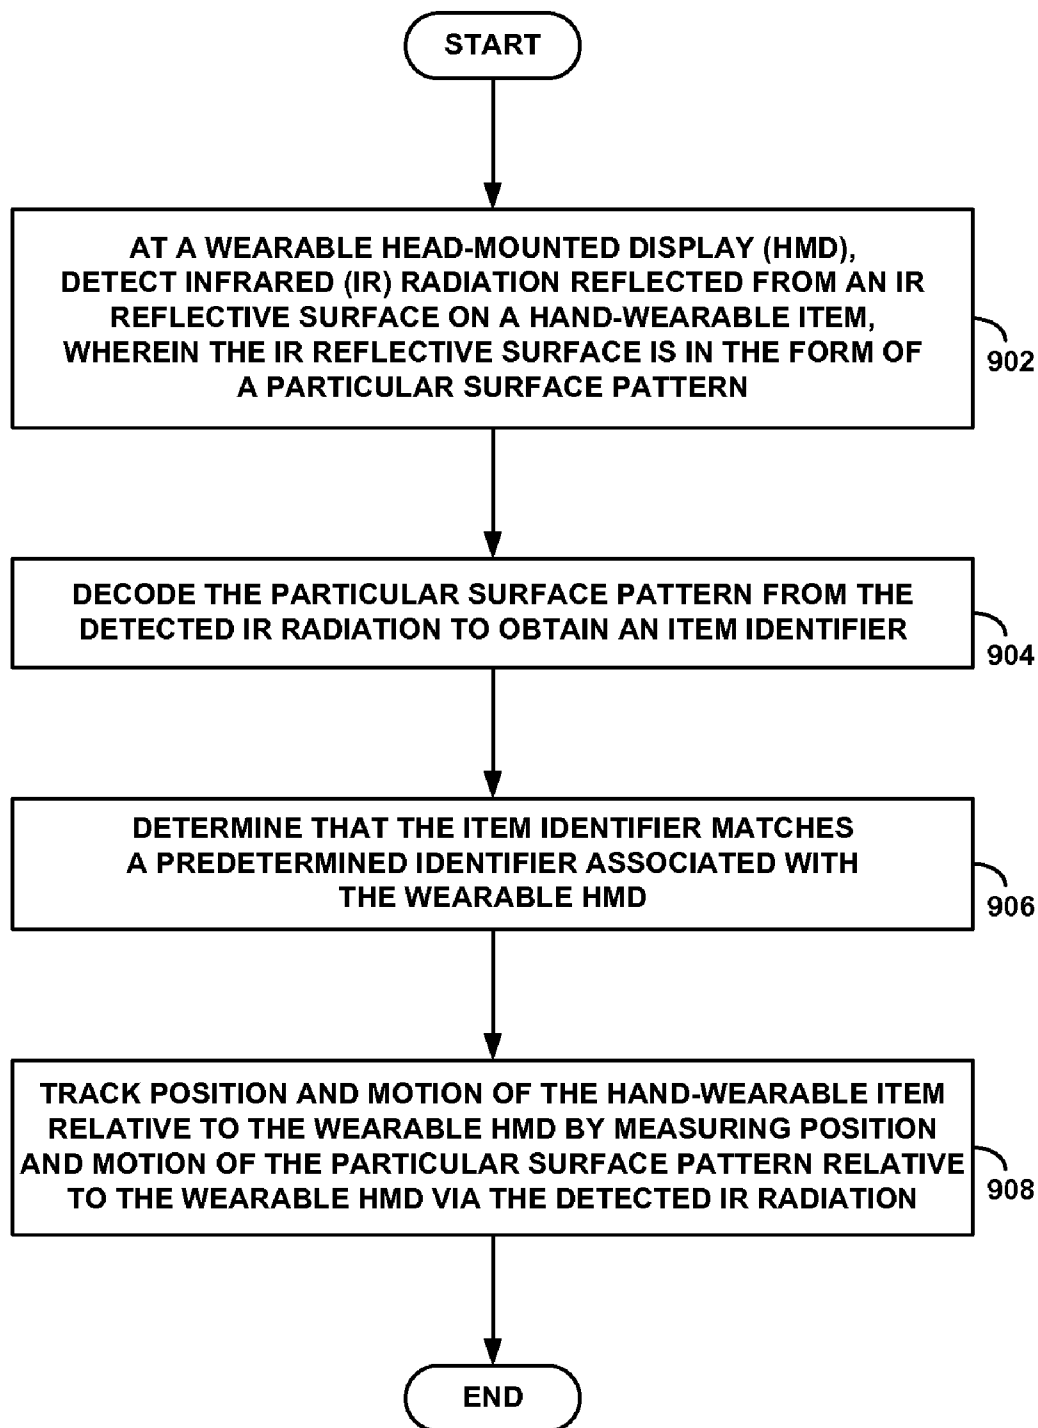 START
AT A WEARABLE HEAD-MOUNTED DISPLAY (HMD),
DETECT INFRARED (IR) RADIATION REFLECTED FROM AN IR
REFLECTIVE SURFACE ON A HAND-WEARABLE ITEM,
WHEREIN THE IR REFLECTIVE SURFACE IS IN THE FORM OF
A PARTICULAR SURFACE PATTERN
902
DECODE THE PARTICULAR SURFACE PATTERN FROM THE
DETECTED IR RADIATION TO OBTAIN AN ITEM IDENTIFIER
904
DETERMINE THAT THE ITEM IDENTIFIER MATCHES
A PREDETERMINED IDENTIFIER ASSOCIATED WITH
THE WEARABLE HMD
906
TRACK POSITION AND MOTION OF THE HAND-WEARABLE ITEM
RELATIVE TO THE WEARABLE HMD BY MEASURING POSITION
AND MOTION OF THE PARTICULAR SURFACE PATTERN RELATIVE
TO THE WEARABLE HMD VIA THE DETECTED IR RADIATION
908
END